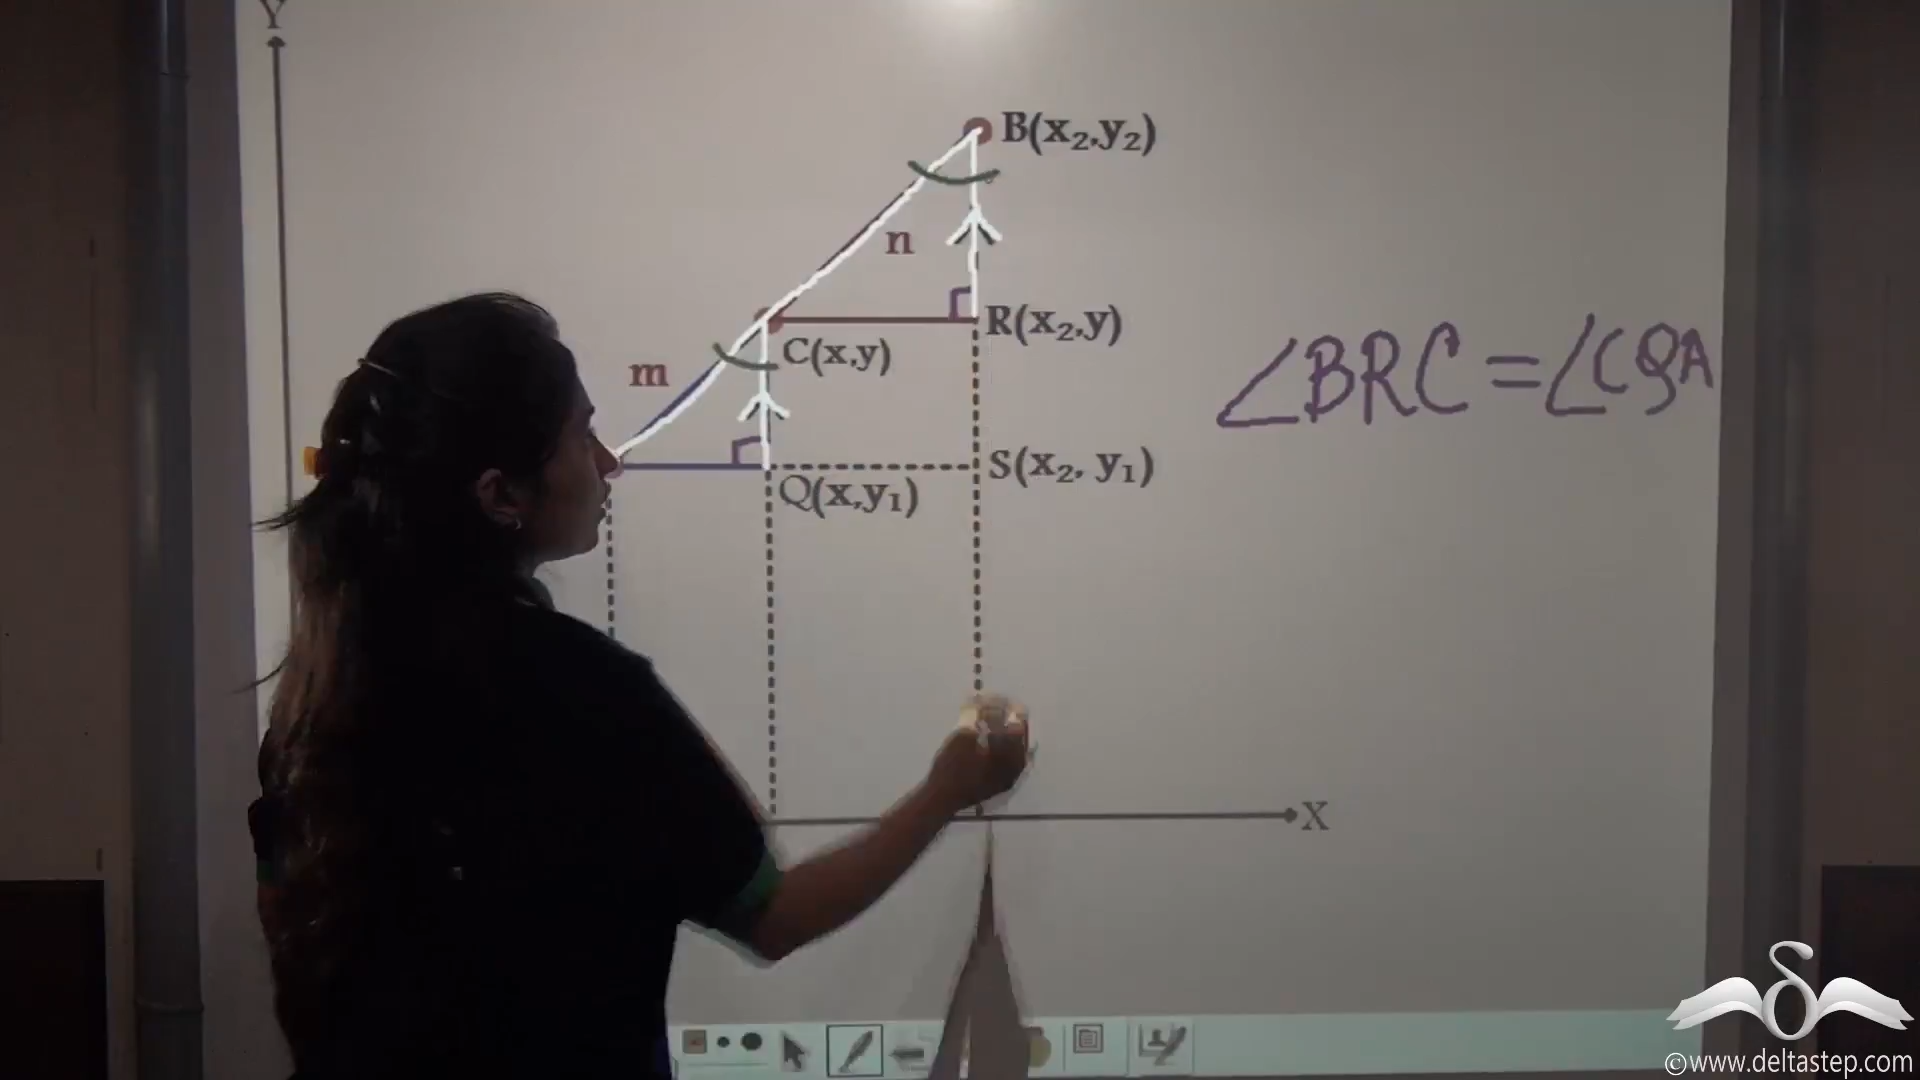 Y
B(x₂,y₂)
n
R(x₂,y)
C(x,y)
m
∠BRC = ∠CQA
S(x₂, y₁)
Q(x,y₁)
X
©www.deltastep.com